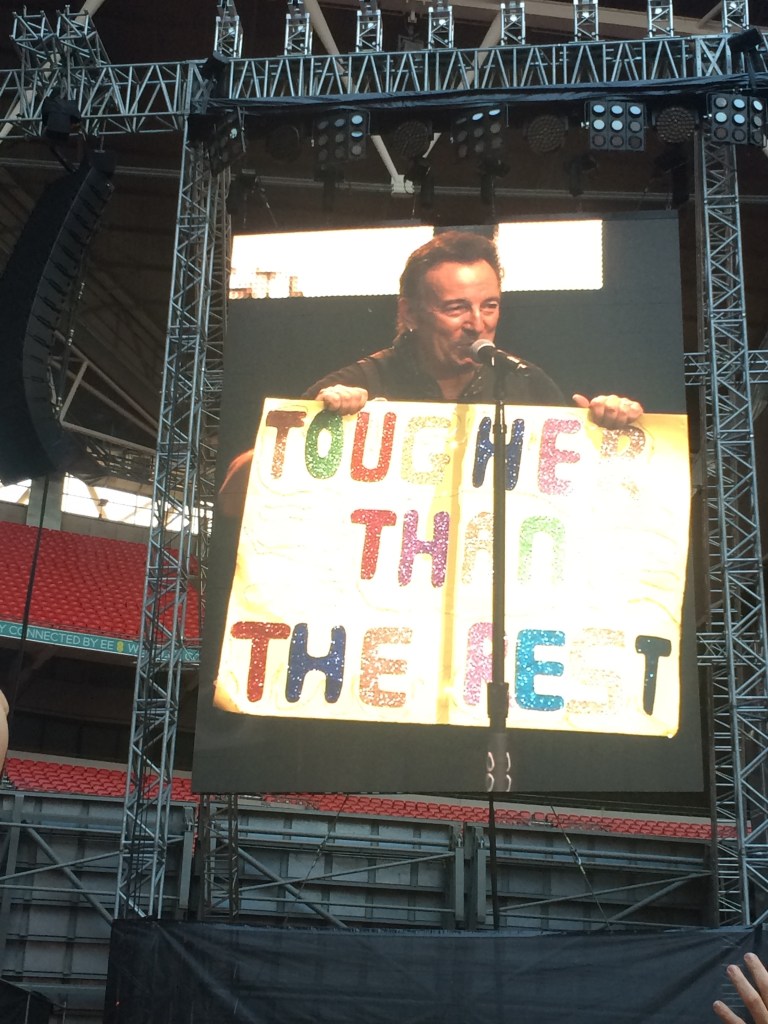 TOUGHER
THAN
THE REST
Y CONNECTED BY EE W